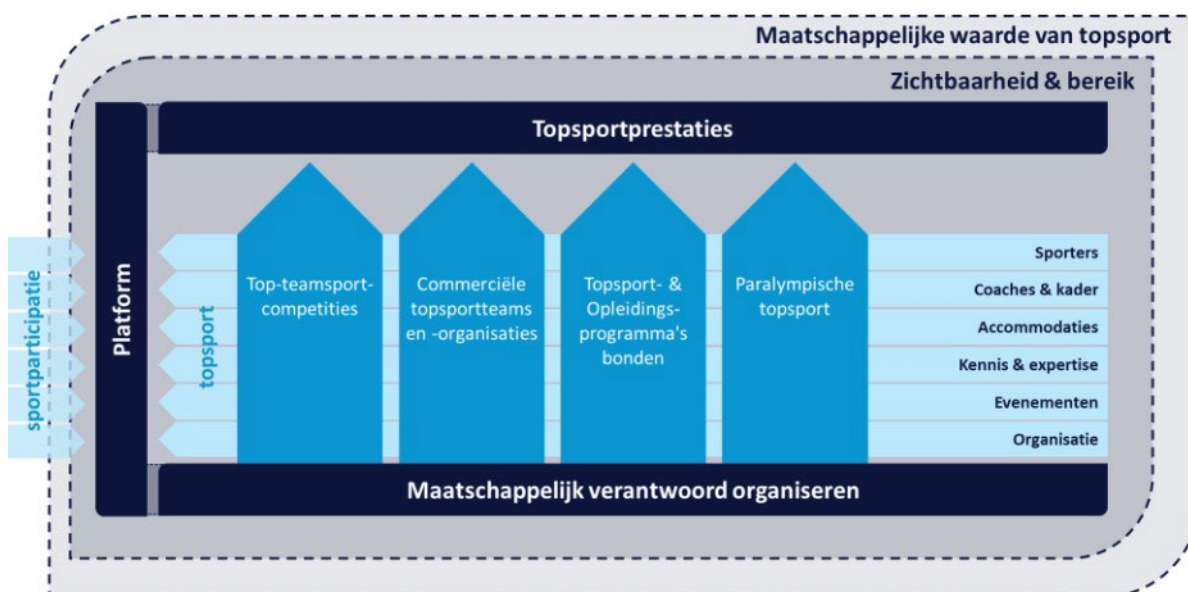 Maatschappelijke waarde van topsport
Zichtbaarheid & bereik
Topsportprestaties
sportparticipatie
Platform
topsport
Top-teamsport-
competities
Commerciële
topsportteams
en -organisaties
Topsport- &
Opleidings-
programma's
bonden
Paralympische
topsport
Sporters
Coaches & kader
Accommodaties
Kennis & expertise
Evenementen
Organisatie
Maatschappelijk verantwoord organiseren